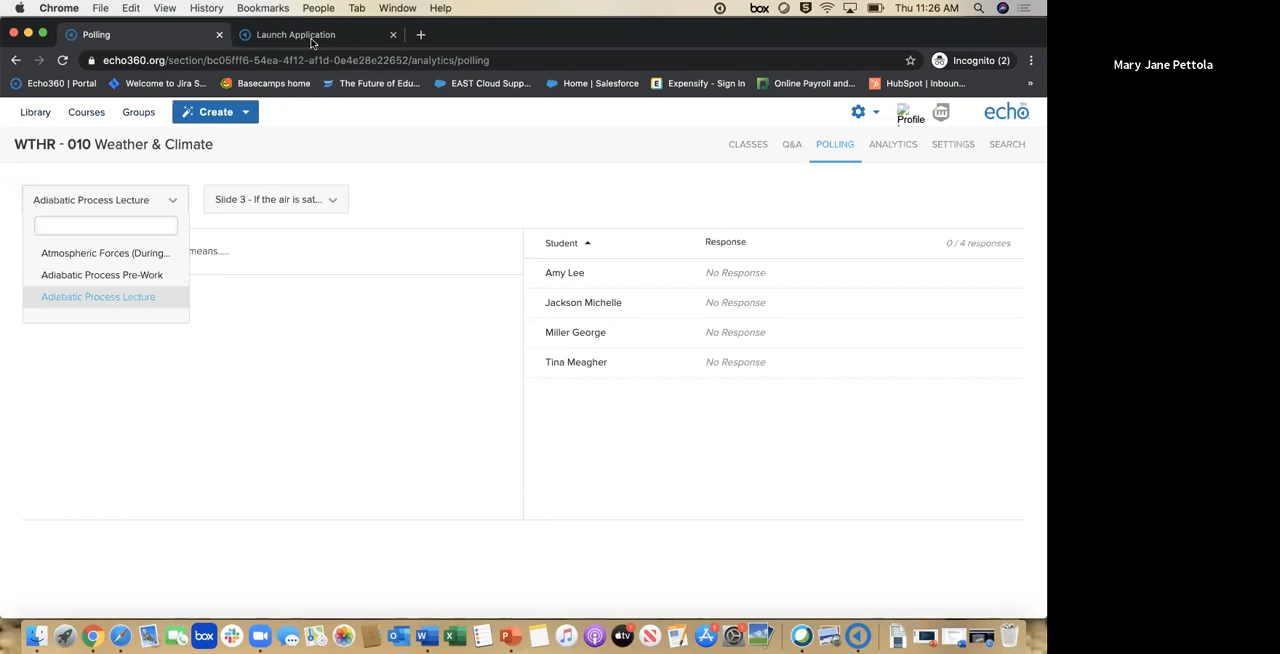 Chrome File Edit View History Bookmarks People Tab Window Help box Thu 11:26 AM
Polling Launch Application
echo360.org/section/bc05fff6-54ea-4f12-af1d-0e4e28e22652/analytics/polling Incognito (2)
Echo360 | Portal Welcome to Jira S... Basecamps home The Future of Edu... EAST Cloud Supp... Home | Salesforce Expensify - Sign In Online Payroll and... HubSpot | Inboun... »
Library Courses Groups Create Profile echo
WTHR - 010 Weather & Climate CLASSES Q&A POLLING ANALYTICS SETTINGS SEARCH
Adiabatic Process Lecture Slide 3 - If the air is sat...
Student Response 0 / 4 responses
Atmospheric Forces (During... means.....
Adiabatic Process Pre-Work Amy Lee No Response
Adiabatic Process Lecture Jackson Michelle No Response
Miller George No Response
Tina Meagher No Response
Mary Jane Pettola
box tv